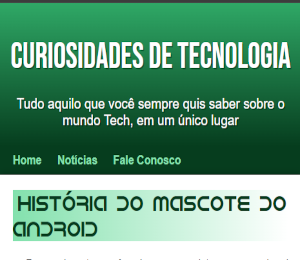 CURIOSIDADES DE TECNOLOGIA
Tudo aquilo que você sempre quis saber sobre o
mundo Tech, em um único lugar
Home Notícias Fale Conosco
HISTÓRIA DO MASCOTE DO
ANDROID